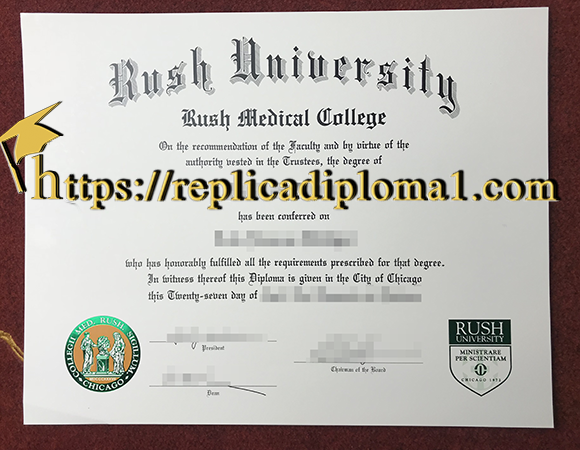 Rush University
Rush Medical College
On the recommendation of the Faculty and by virtue of the
authority vested in the Trustees, the degree of
https://replicadiploma1.com
has been conferred on
who has honorably fulfilled all the requirements prescribed for that degree.
In witness thereof this Diploma is given in the City of Chicago
this Twenty-seven day of
President
Chairman of the Board
Dean
COLLEGII MED. RUSH. SIGILLUM.
CHICAGO
RUSH
UNIVERSITY
MINISTRARE
PER SCIENTIAM
CHICAGO 1972